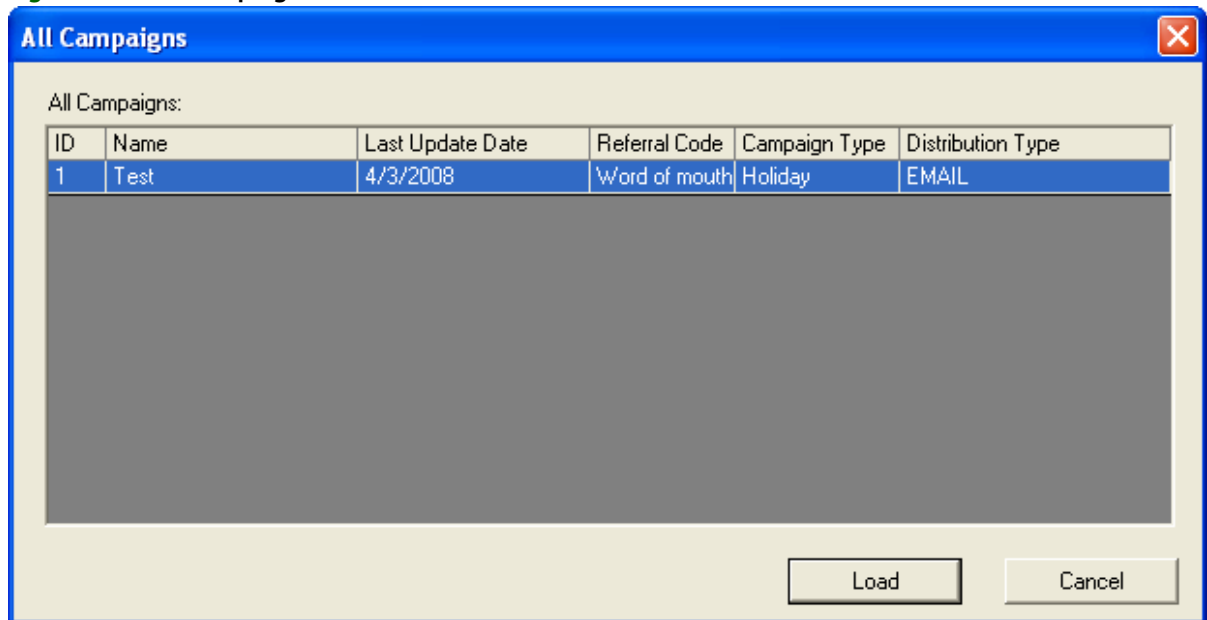 All Campaigns
All Campaigns:
ID Name Last Update Date Referral Code Campaign Type Distribution Type
1 Test 4/3/2008 Word of mouth Holiday EMAIL
Load Cancel